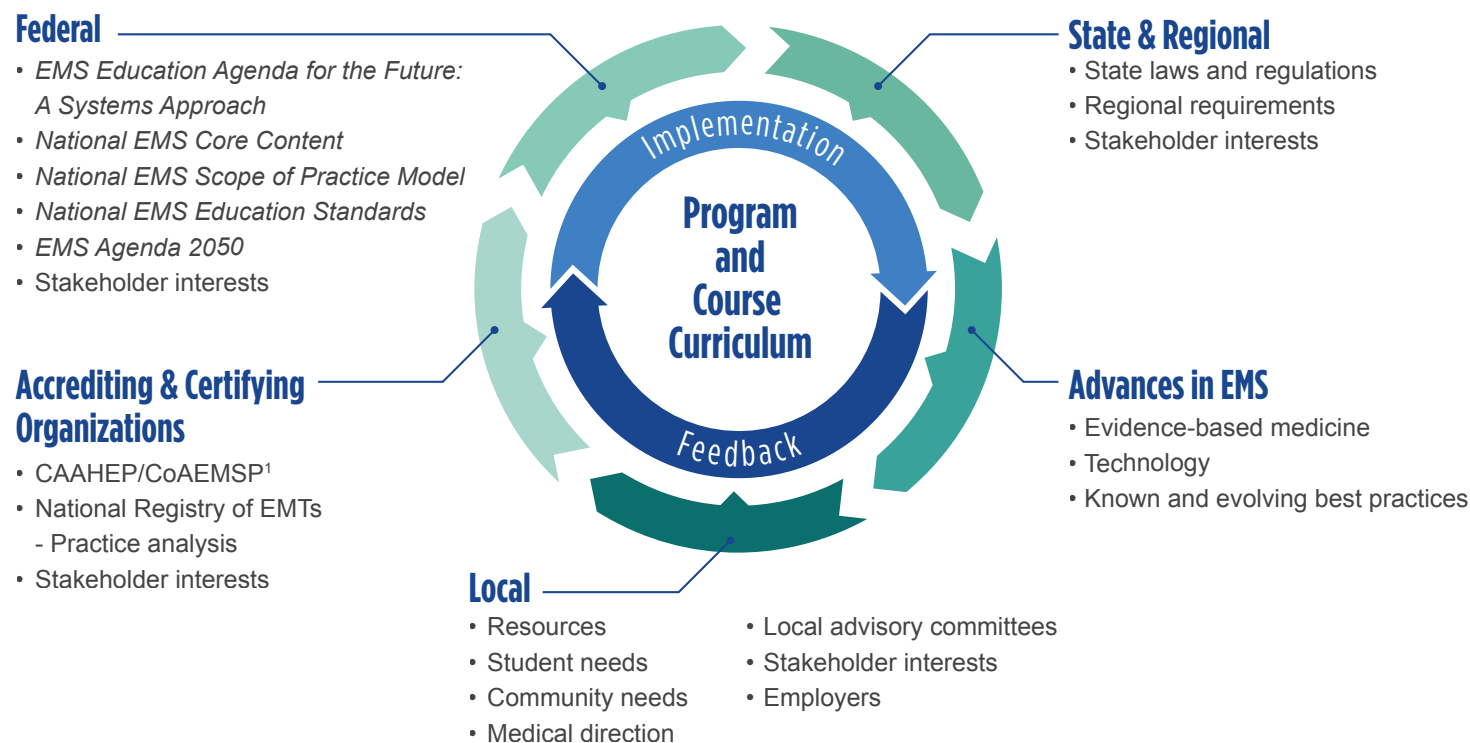 Federal
• EMS Education Agenda for the Future:
A Systems Approach
• National EMS Core Content
• National EMS Scope of Practice Model
• National EMS Education Standards
• EMS Agenda 2050
• Stakeholder interests
State & Regional
• State laws and regulations
• Regional requirements
• Stakeholder interests
Implementation
Program
and
Course
Curriculum
Feedback
Accrediting & Certifying
Organizations
• CAAHEP/CoAEMSP¹
• National Registry of EMTs
- Practice analysis
• Stakeholder interests
Advances in EMS
• Evidence-based medicine
• Technology
• Known and evolving best practices
Local
• Resources
• Student needs
• Community needs
• Medical direction
• Local advisory committees
• Stakeholder interests
• Employers